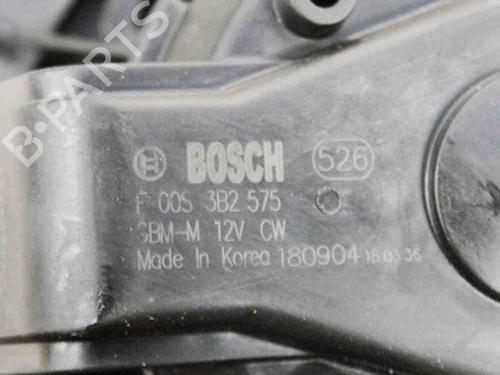 B-PARTS
BOSCH 526
F 00S 3B2 575
SBM-M 12V CW
Made In Korea 180904 18:03:36